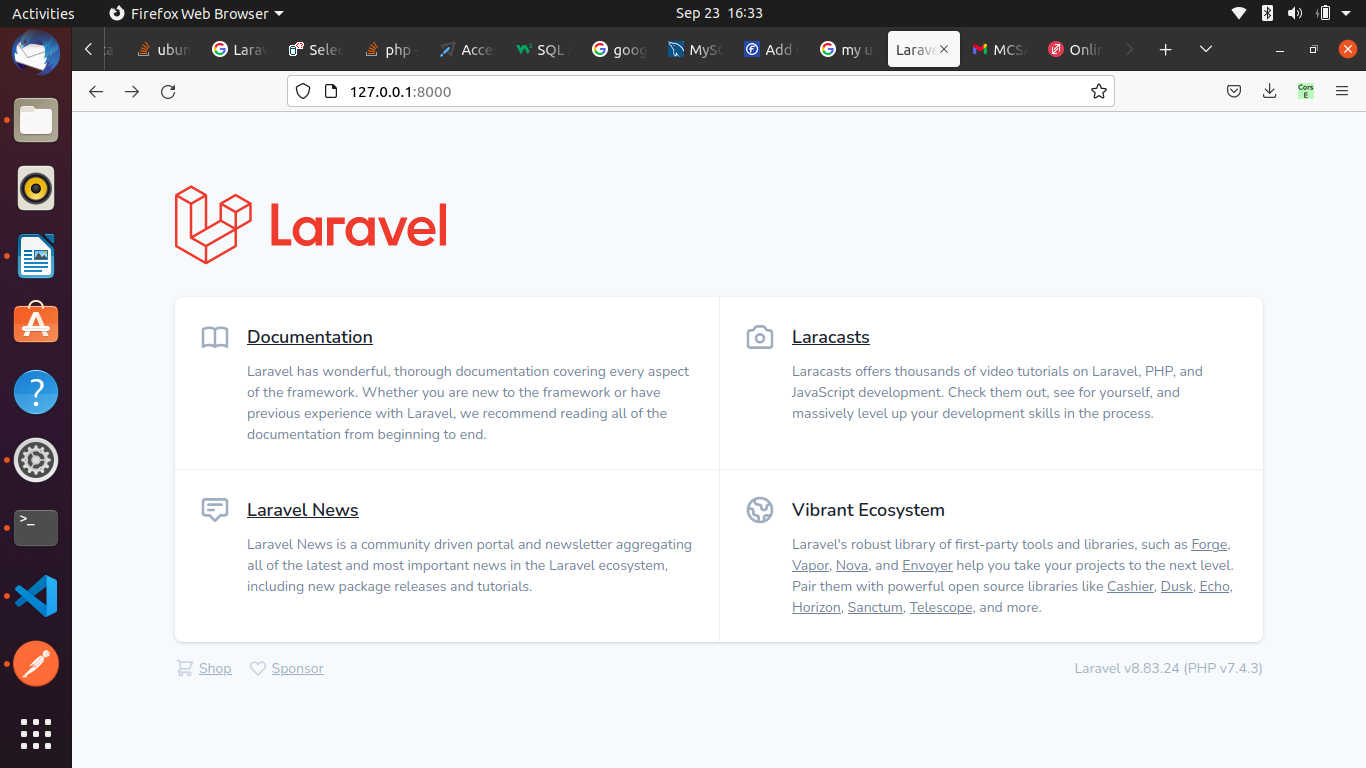 Activities
Firefox Web Browser
Sep 23 16:33
ubun
Larav
Selec
php -
Acce
SQL
goog
MySQ
Add
my u
Larave
MCSA
Onlin
127.0.0.1:8000
Cors
E
Laravel
Documentation
Laravel has wonderful, thorough documentation covering every aspect
of the framework. Whether you are new to the framework or have
previous experience with Laravel, we recommend reading all of the
documentation from beginning to end.
Laracasts
Laracasts offers thousands of video tutorials on Laravel, PHP, and
JavaScript development. Check them out, see for yourself, and
massively level up your development skills in the process.
Laravel News
Laravel News is a community driven portal and newsletter aggregating
all of the latest and most important news in the Laravel ecosystem,
including new package releases and tutorials.
Vibrant Ecosystem
Laravel's robust library of first-party tools and libraries, such as Forge,
Vapor, Nova, and Envoyer help you take your projects to the next level.
Pair them with powerful open source libraries like Cashier, Dusk, Echo,
Horizon, Sanctum, Telescope, and more.
Shop
Sponsor
Laravel v8.83.24 (PHP v7.4.3)